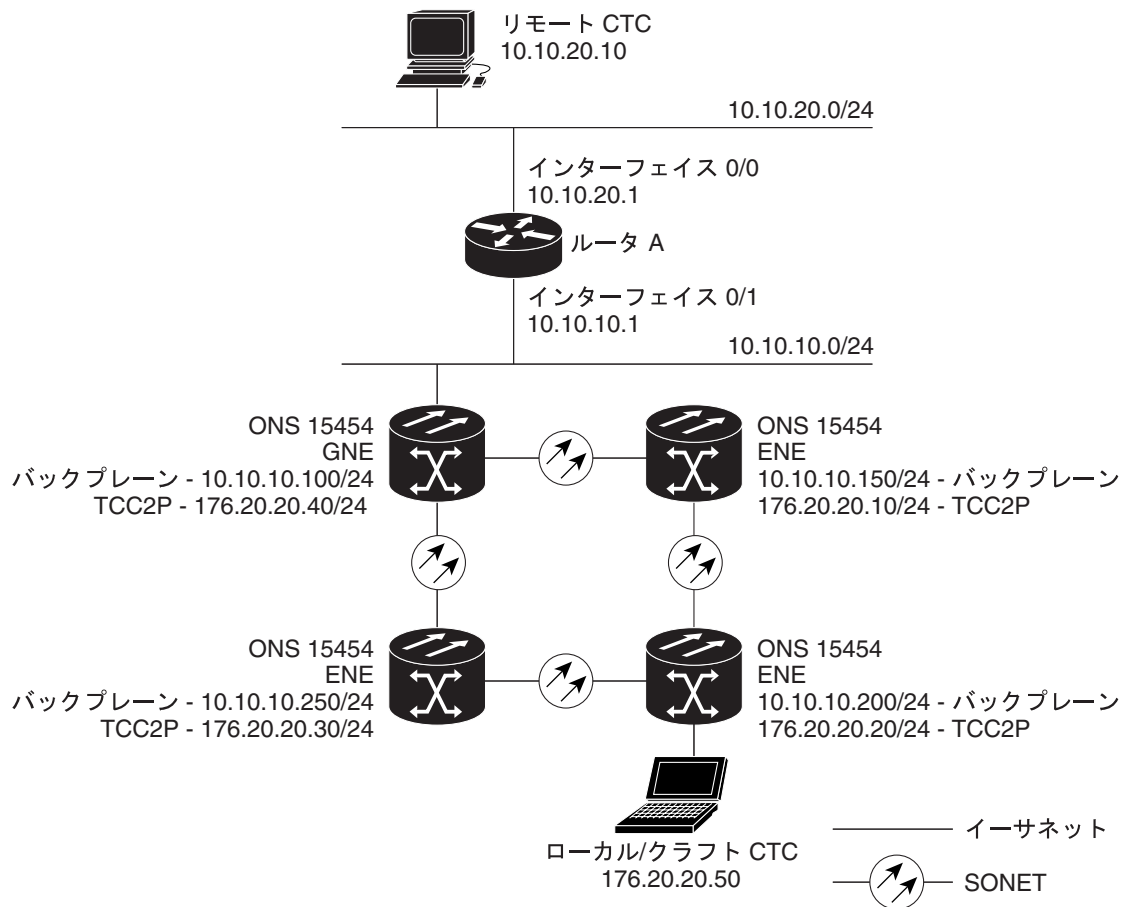 リモート CTC
10.10.20.10
10.10.20.0/24
インターフェイス 0/0
10.10.20.1
ルータ A
インターフェイス 0/1
10.10.10.1
10.10.10.0/24
ONS 15454
GNE
バックプレーン - 10.10.10.100/24
TCC2P - 176.20.20.40/24
ONS 15454
ENE
10.10.10.150/24 - バックプレーン
176.20.20.10/24 - TCC2P
ONS 15454
ENE
バックプレーン - 10.10.10.250/24
TCC2P - 176.20.20.30/24
ONS 15454
ENE
10.10.10.200/24 - バックプレーン
176.20.20.20/24 - TCC2P
ローカル/クラフト CTC
176.20.20.50
イーサネット
SONET